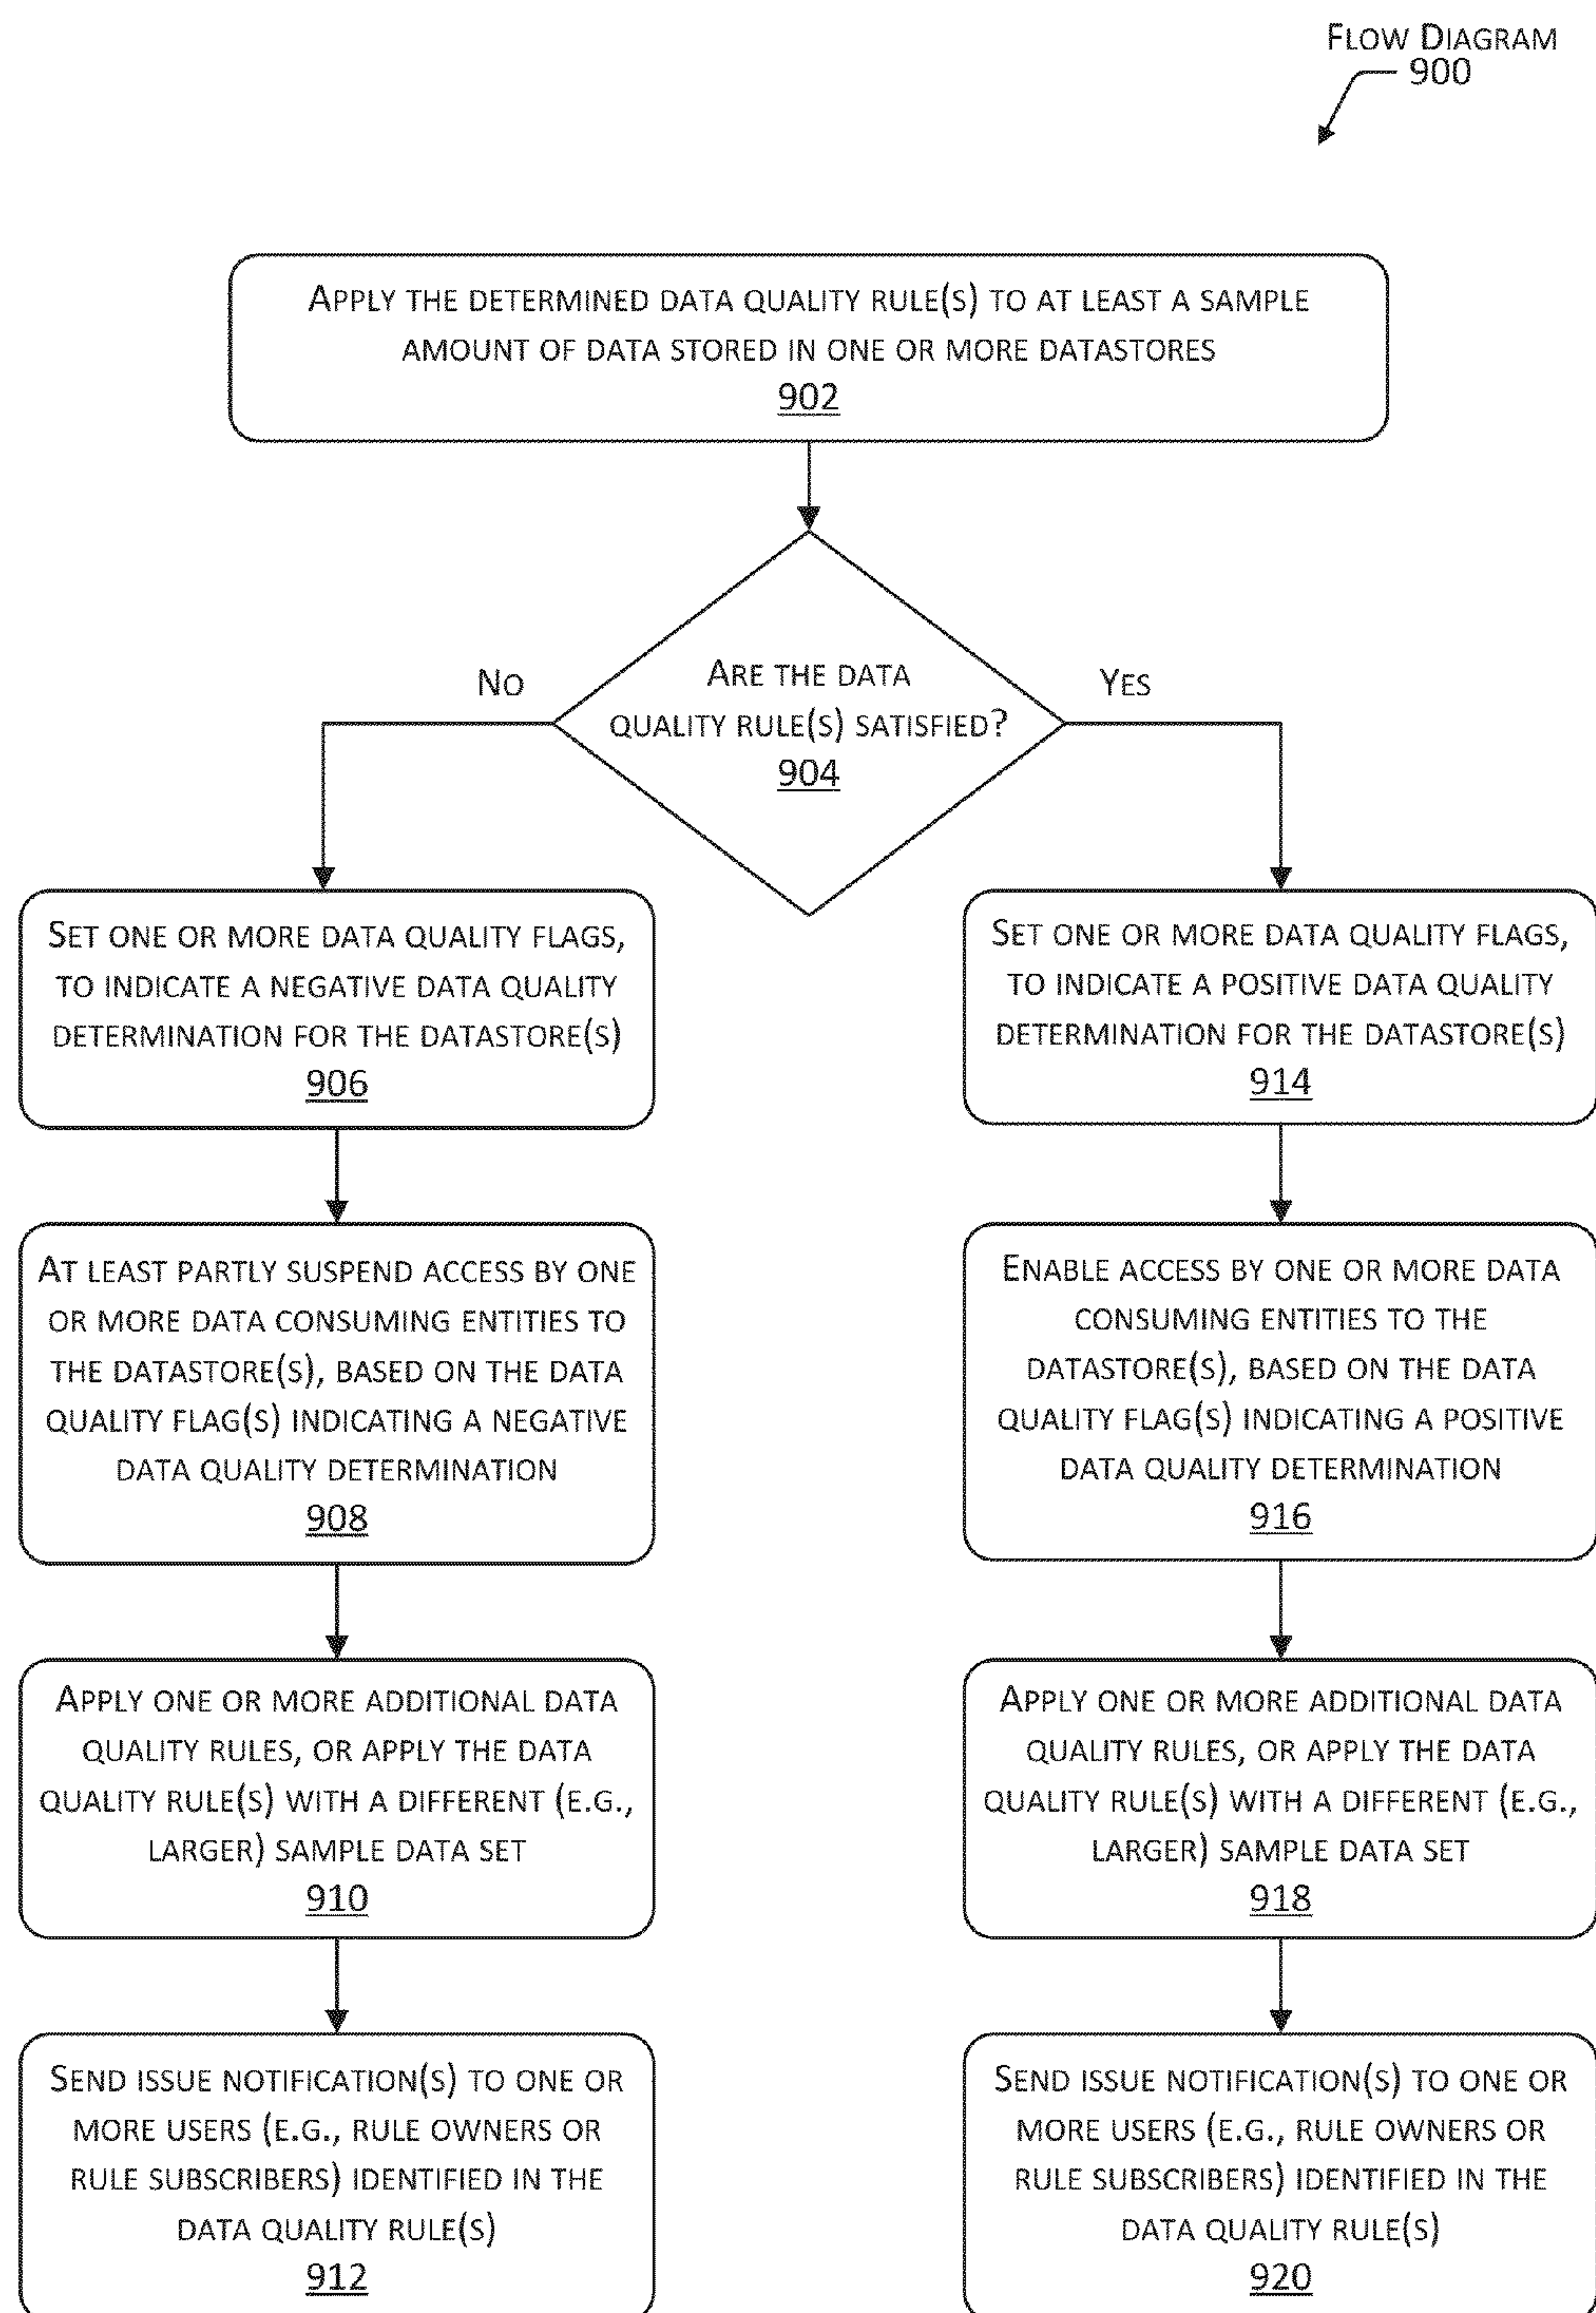 FLOW DIAGRAM
900
APPLY THE DETERMINED DATA QUALITY RULE(S) TO AT LEAST A SAMPLE
AMOUNT OF DATA STORED IN ONE OR MORE DATASTORES
902
NO
ARE THE DATA
QUALITY RULE(S) SATISFIED?
904
YES
SET ONE OR MORE DATA QUALITY FLAGS,
TO INDICATE A NEGATIVE DATA QUALITY
DETERMINATION FOR THE DATASTORE(S)
906
AT LEAST PARTLY SUSPEND ACCESS BY ONE
OR MORE DATA CONSUMING ENTITIES TO
THE DATASTORE(S), BASED ON THE DATA
QUALITY FLAG(S) INDICATING A NEGATIVE
DATA QUALITY DETERMINATION
908
APPLY ONE OR MORE ADDITIONAL DATA
QUALITY RULES, OR APPLY THE DATA
QUALITY RULE(S) WITH A DIFFERENT (E.G.,
LARGER) SAMPLE DATA SET
910
SEND ISSUE NOTIFICATION(S) TO ONE OR
MORE USERS (E.G., RULE OWNERS OR
RULE SUBSCRIBERS) IDENTIFIED IN THE
DATA QUALITY RULE(S)
912
SET ONE OR MORE DATA QUALITY FLAGS,
TO INDICATE A POSITIVE DATA QUALITY
DETERMINATION FOR THE DATASTORE(S)
914
ENABLE ACCESS BY ONE OR MORE DATA
CONSUMING ENTITIES TO THE
DATASTORE(S), BASED ON THE DATA
QUALITY FLAG(S) INDICATING A POSITIVE
DATA QUALITY DETERMINATION
916
APPLY ONE OR MORE ADDITIONAL DATA
QUALITY RULES, OR APPLY THE DATA
QUALITY RULE(S) WITH A DIFFERENT (E.G.,
LARGER) SAMPLE DATA SET
918
SEND ISSUE NOTIFICATION(S) TO ONE OR
MORE USERS (E.G., RULE OWNERS OR
RULE SUBSCRIBERS) IDENTIFIED IN THE
DATA QUALITY RULE(S)
920